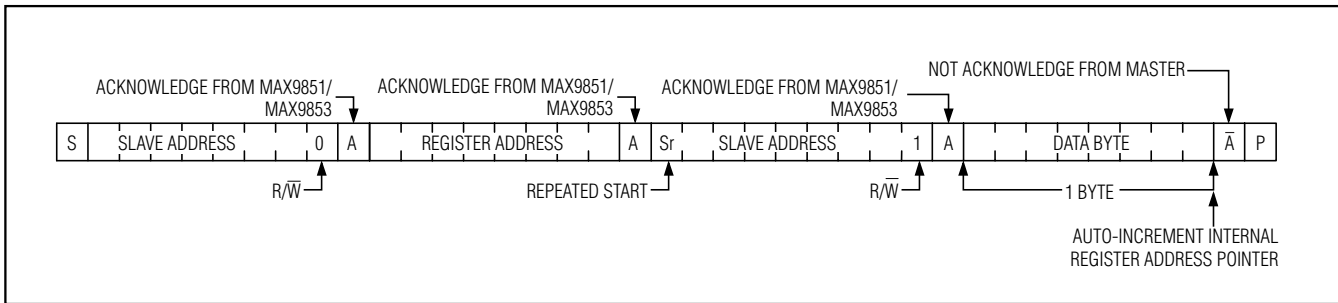 NOT ACKNOWLEDGE FROM MASTER
ACKNOWLEDGE FROM MAX9851/
MAX9853
ACKNOWLEDGE FROM MAX9851/
MAX9853
ACKNOWLEDGE FROM MAX9851/
MAX9853
S SLAVE ADDRESS 0 A REGISTER ADDRESS A Sr SLAVE ADDRESS 1 A DATA BYTE A̅ P
R/W̅ REPEATED START R/W̅ 1 BYTE
AUTO-INCREMENT INTERNAL
REGISTER ADDRESS POINTER